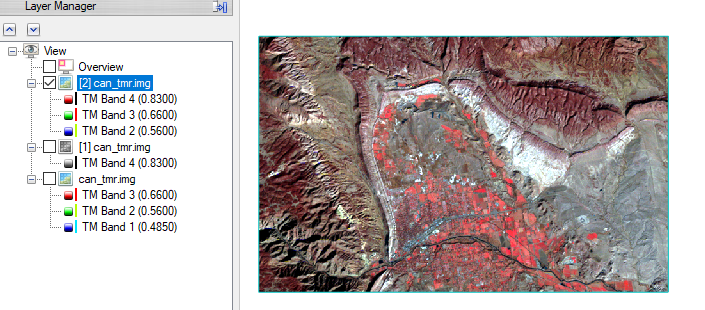 Layer Manager
View
Overview
[2] can_tmr.img
TM Band 4 (0.8300)
TM Band 3 (0.6600)
TM Band 2 (0.5600)
[1] can_tmr.img
TM Band 4 (0.8300)
can_tmr.img
TM Band 3 (0.6600)
TM Band 2 (0.5600)
TM Band 1 (0.4850)